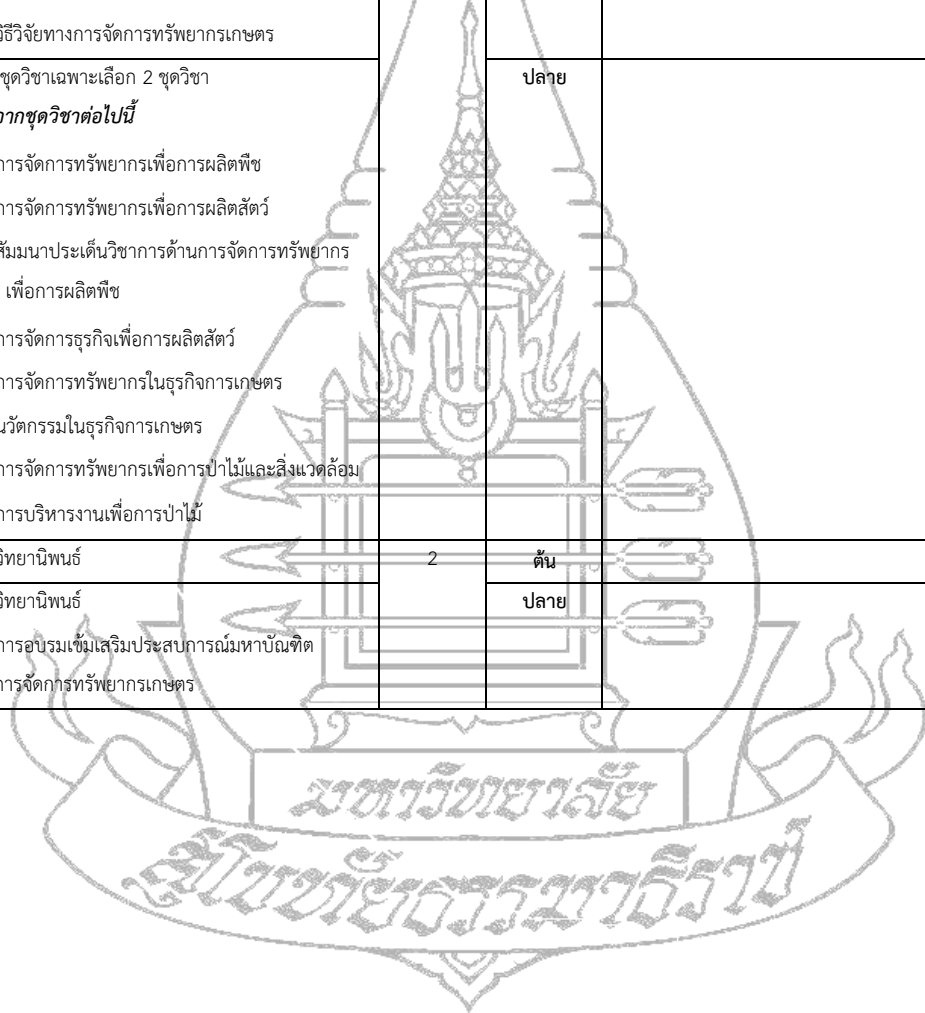 วิธีวิจัยทางการจัดการทรัพยากรเกษตร
ชุดวิชาเฉพาะเลือก 2 ชุดวิชา
ปลาย
จากชุดวิชาต่อไปนี้
การจัดการทรัพยากรเพื่อการผลิตพืช
การจัดการทรัพยากรเพื่อการผลิตสัตว์
สัมมนาประเด็นวิชาการด้านการจัดการทรัพยากร
เพื่อการผลิตพืช
การจัดการธุรกิจเพื่อการผลิตสัตว์
การจัดการทรัพยากรในธุรกิจการเกษตร
นวัตกรรมในธุรกิจการเกษตร
การจัดการทรัพยากรเพื่อการป่าไม้และสิ่งแวดล้อม
การบริหารงานเพื่อการป่าไม้
วิทยานิพนธ์ 2 ต้น
วิทยานิพนธ์ ปลาย
การอบรมเข้มเสริมประสบการณ์มหาบัณฑิต
การจัดการทรัพยากรเกษตร
มหาวิทยาลัย
สุโขทัยธรรมาธิราช